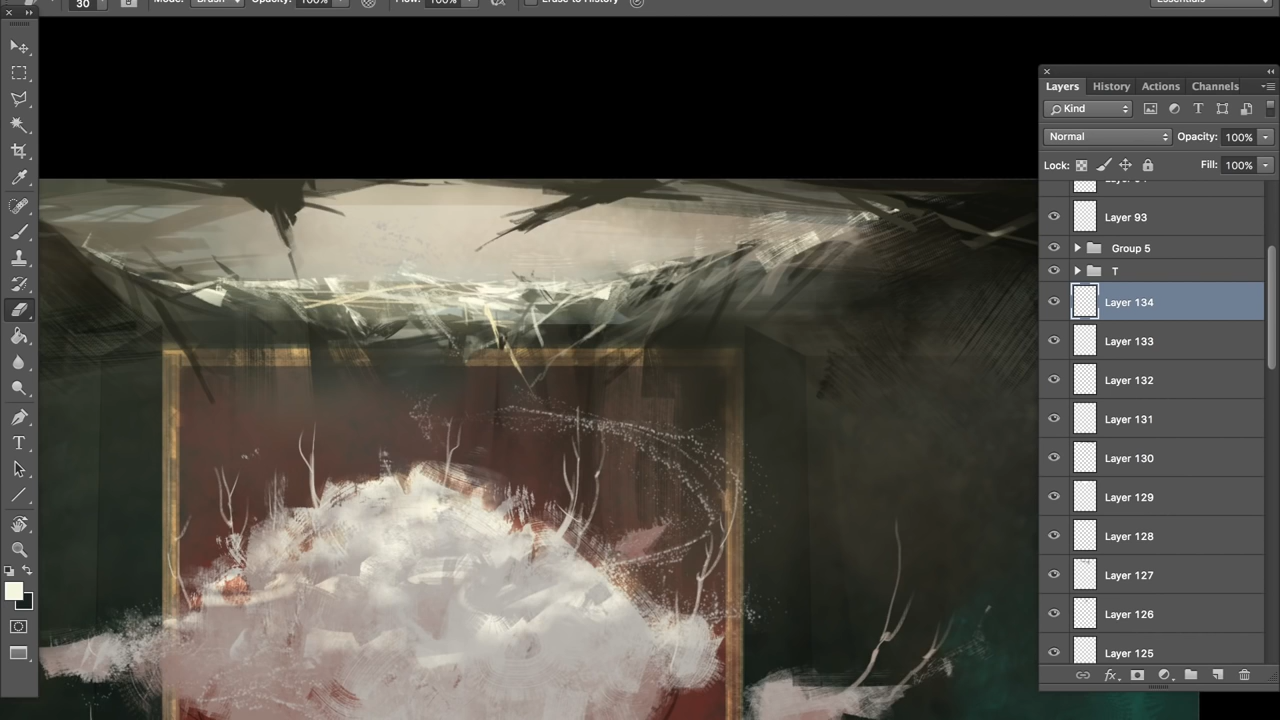 30 Mode: Brush Opacity: 100% Flow: 100% Erase to History Essentials
Layers History Actions Channels
Kind T
Normal Opacity: 100%
Lock: Fill: 100%
Layer 93
Group 5
T
Layer 134
Layer 133
Layer 132
Layer 131
Layer 130
Layer 129
Layer 128
Layer 127
Layer 126
Layer 125
T
fx